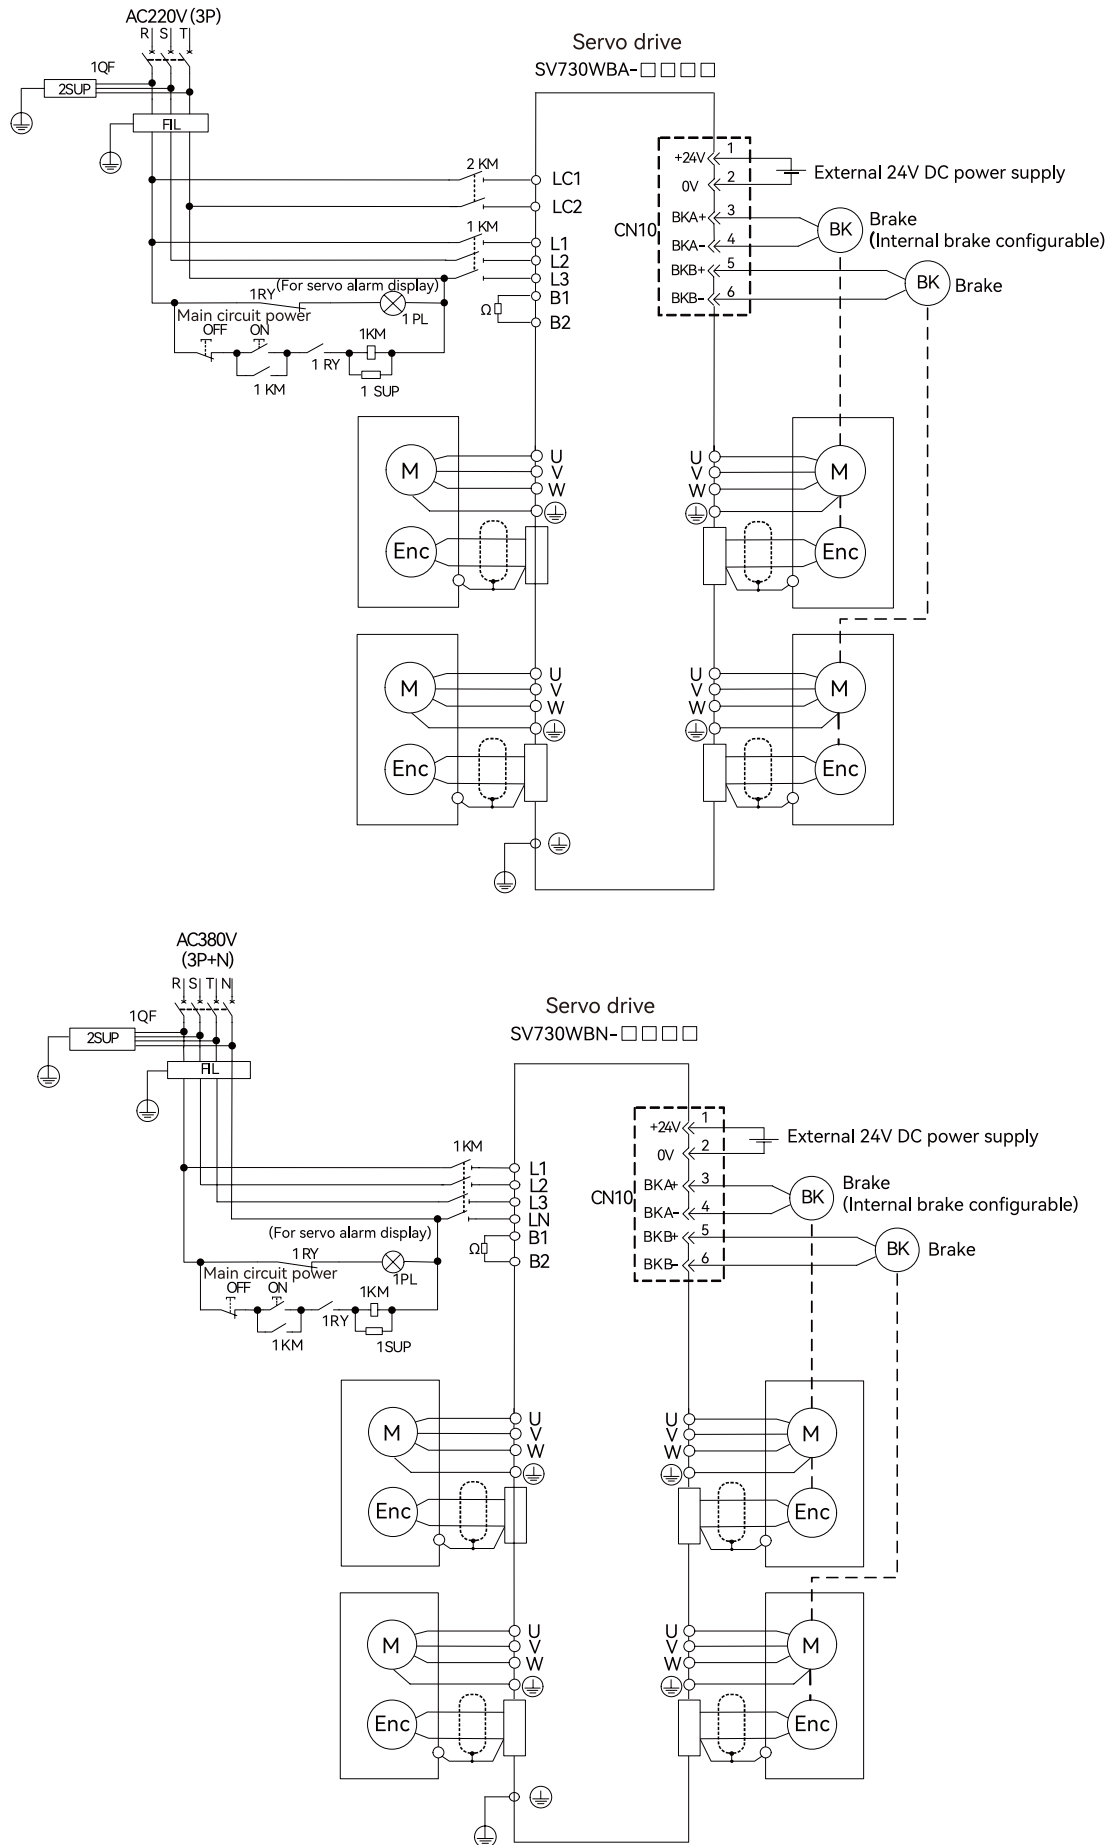 AC220V (3P)
R S T
1QF
2SUP
FIL
Servo drive
SV730WBA-□□□□
2 KM
LC1
LC2
1 KM
L1
L2
L3
(For servo alarm display)
1RY
1 PL
Main circuit power
OFF
ON
1KM
1 RY
1 KM
1 SUP
Ω
B1
B2
CN10
+24V 1
0V 2
BKA+ 3
BKA- 4
BKB+ 5
BKB- 6
External 24V DC power supply
BK
Brake
(Internal brake configurable)
BK
Brake
M
U
V
W
Enc
U
V
W
M
Enc
M
U
V
W
Enc
U
V
W
M
Enc
AC380V
(3P+N)
R S T N
1QF
2SUP
FIL
Servo drive
SV730WBN-□□□□
1 KM
L1
L2
L3
LN
(For servo alarm display)
1 RY
1PL
Main circuit power
OFF
ON
1KM
1RY
1 KM
1 SUP
Ω
B1
B2
CN10
+24V 1
0V 2
BKA+ 3
BKA- 4
BKB+ 5
BKB- 6
External 24V DC power supply
BK
Brake
(Internal brake configurable)
BK
Brake
M
U
V
W
Enc
U
V
W
M
Enc
M
U
V
W
Enc
U
V
W
M
Enc